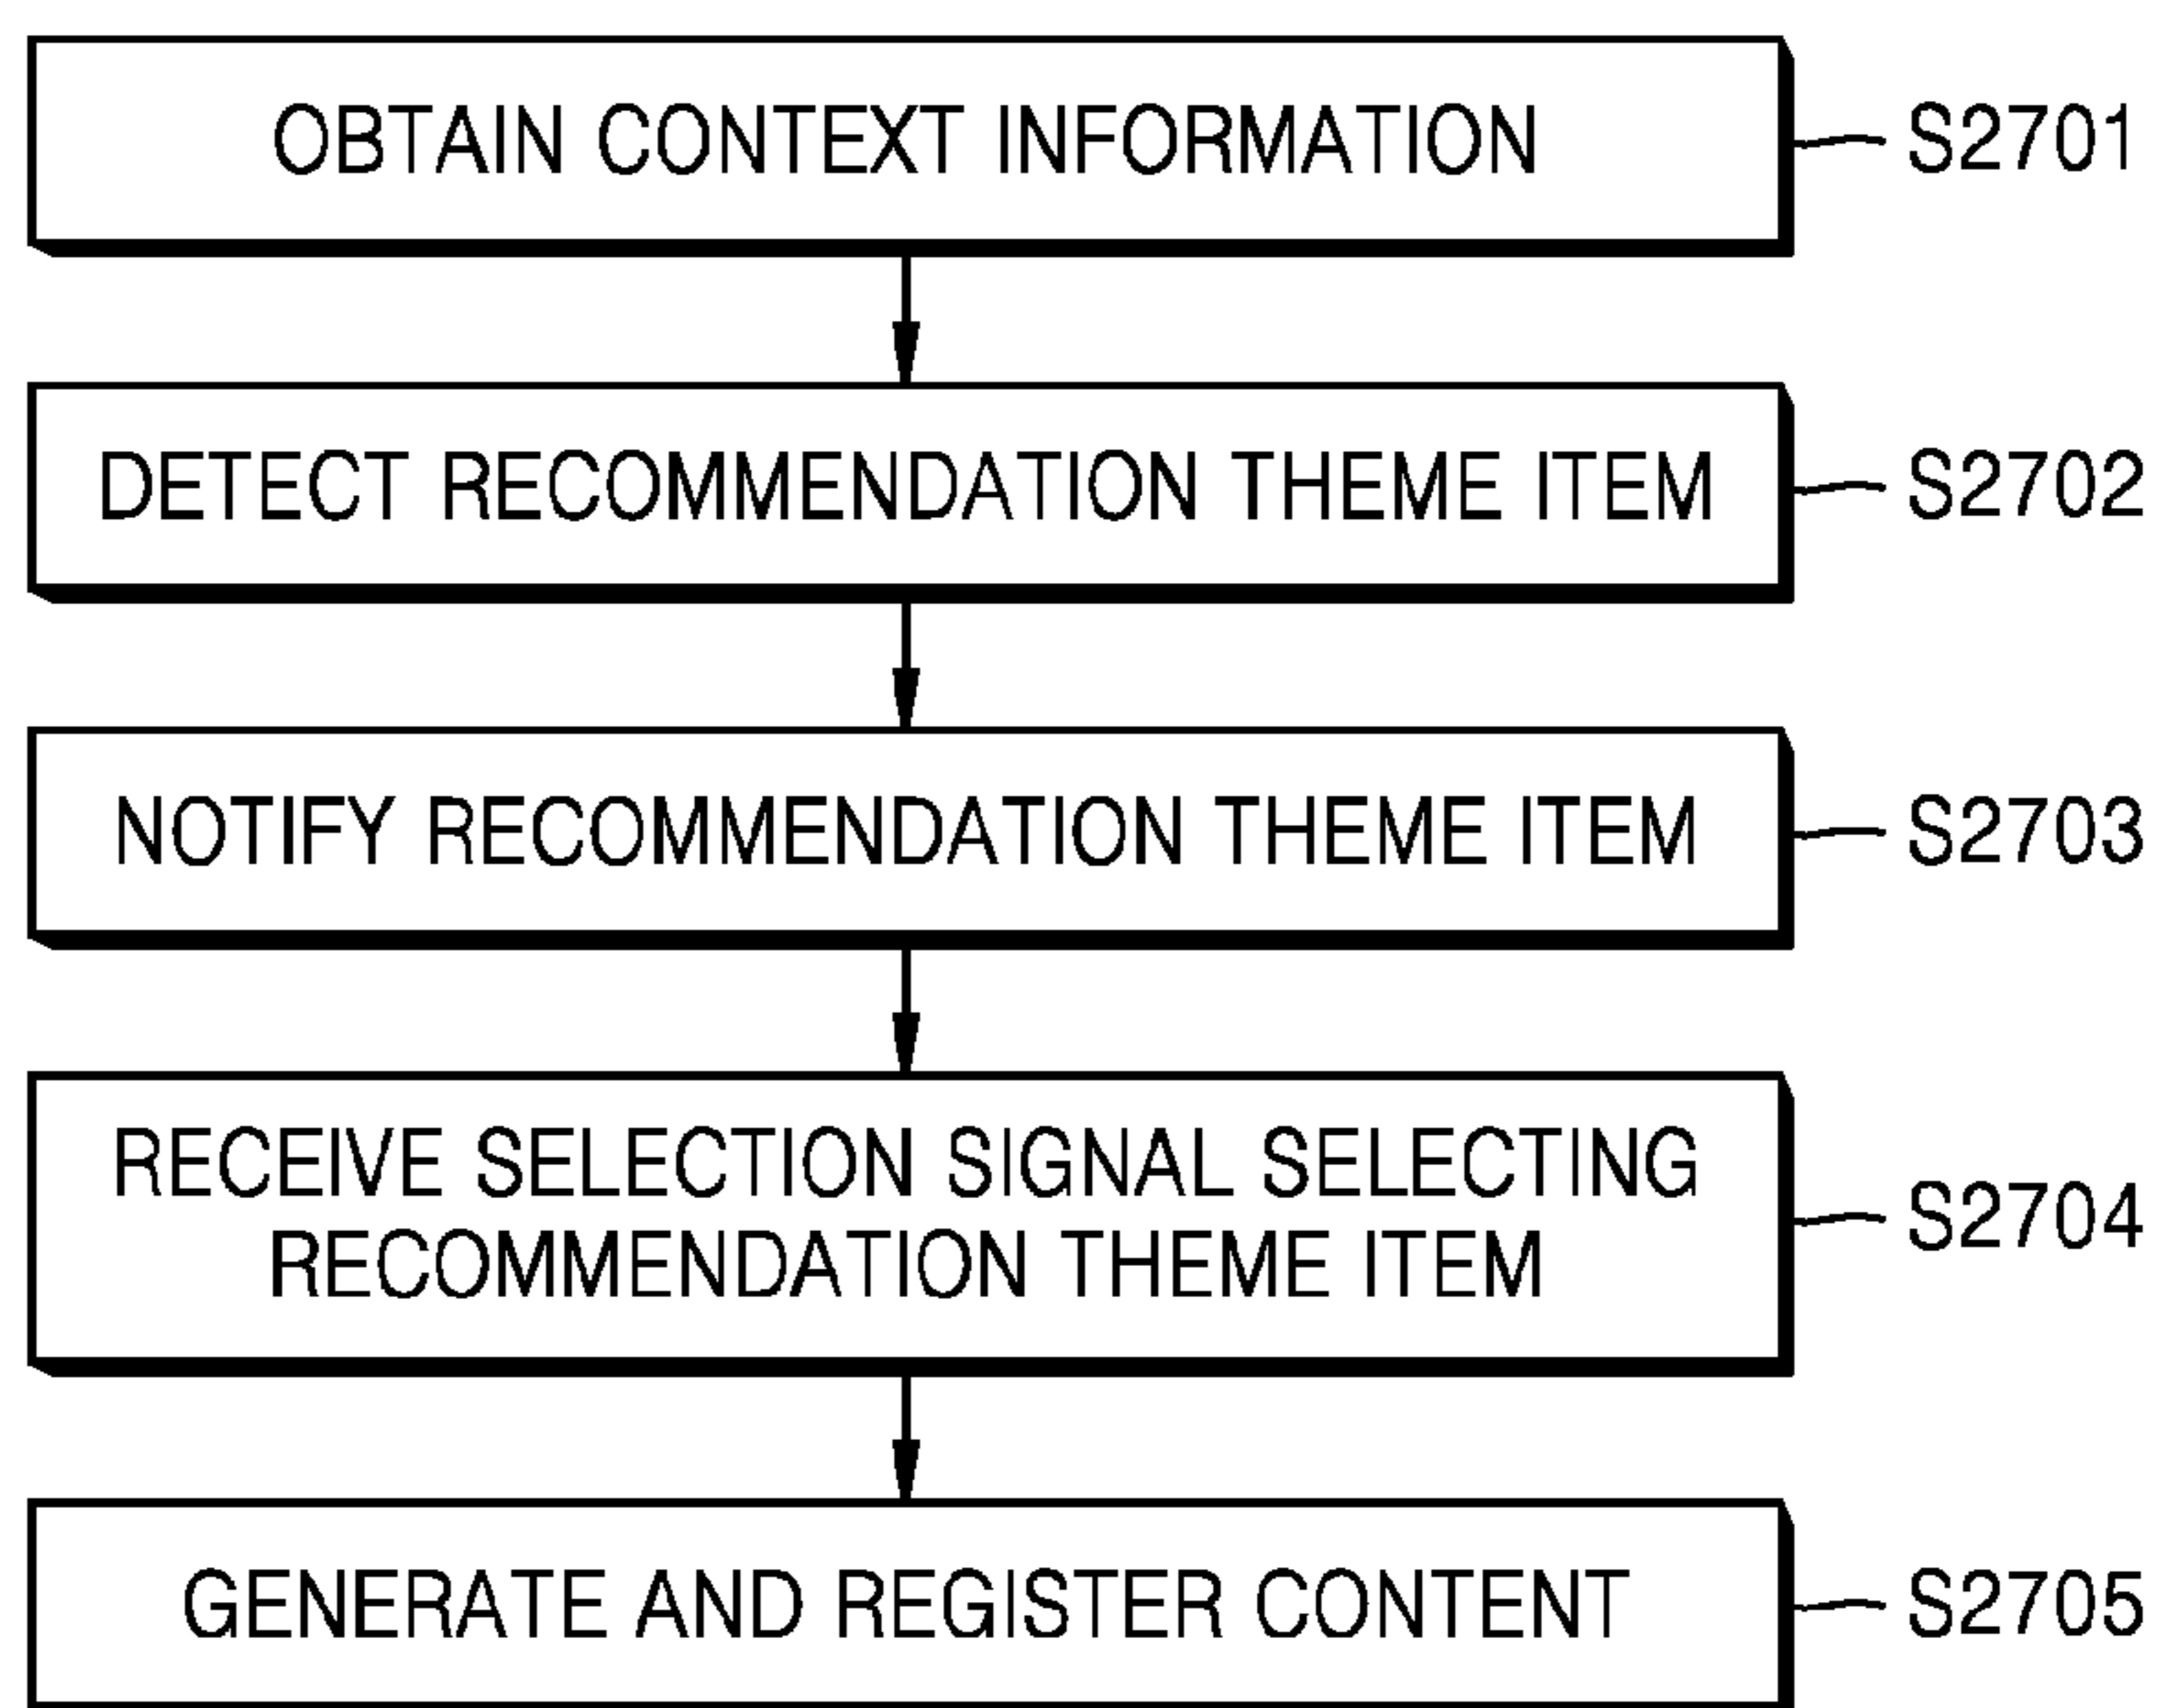 OBTAIN CONTEXT INFORMATION
S2701
DETECT RECOMMENDATION THEME ITEM
S2702
NOTIFY RECOMMENDATION THEME ITEM
S2703
RECEIVE SELECTION SIGNAL SELECTING
RECOMMENDATION THEME ITEM
S2704
GENERATE AND REGISTER CONTENT
S2705